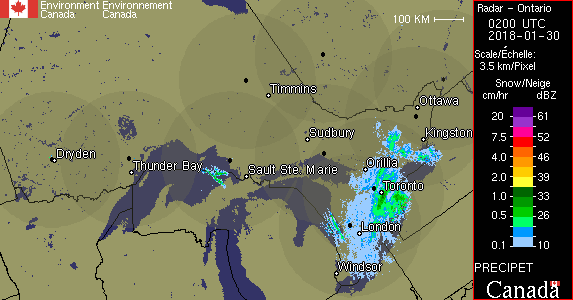 Environment Environnement
Canada Canada
100 KM
Timmins
Ottawa
Sudbury
Kingston
Dryden
Thunder Bay
Sault Ste. Marie
Orillia
Toronto
London
Windsor
Radar - Ontario
0200 UTC
2018-01-30
Scale/Échelle:
3.5 km/Pixel
Snow/Neige
cm/hr dBZ
20 61
7.5 52
4.0 46
2.0 39
1.0 33
0.5 26
0.1 10
PRECIPET
Canada